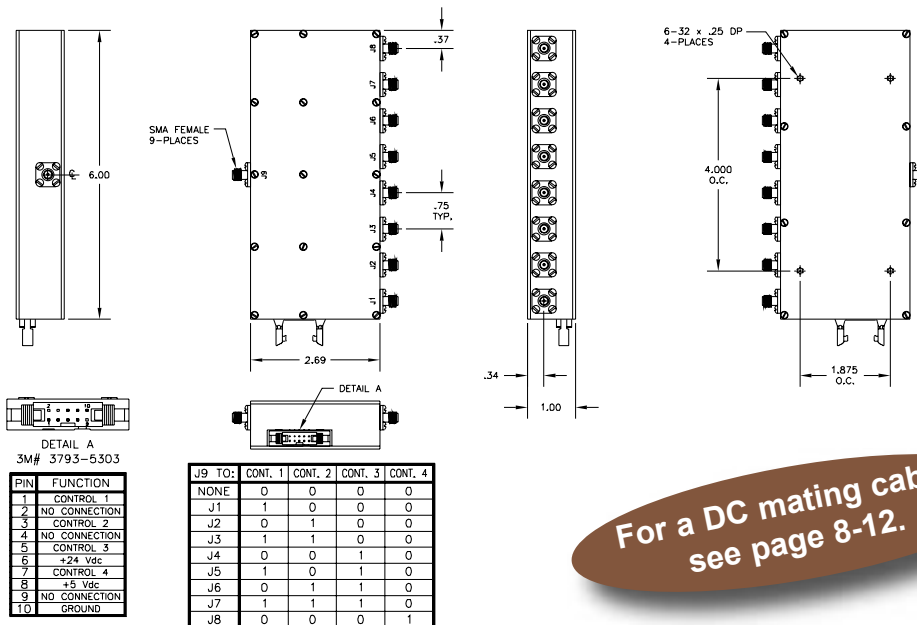 6-32 x .25 DP
4-PLACES
.37
J8
J7
J6
J5
J4
J3
J2
J1
J9
SMA FEMALE
9-PLACES
6.00
.75
TYP.
4.000
O.C.
2.69
1.875
O.C.
.34
1.00
DETAIL A
2
10
1
DETAIL A
3M# 3793-5303
PIN FUNCTION
1 CONTROL 1
2 NO CONNECTION
3 CONTROL 2
4 NO CONNECTION
5 CONTROL 3
6 +24 Vdc
7 CONTROL 4
8 +5 Vdc
9 NO CONNECTION
10 GROUND
J9 TO: CONT. 1 CONT. 2 CONT. 3 CONT. 4
NONE 0 0 0 0
J1 1 0 0 0
J2 0 1 0 0
J3 1 1 0 0
J4 0 0 1 0
J5 1 0 1 0
J6 0 1 1 0
J7 1 1 1 0
J8 0 0 0 1
For a DC mating cab
see page 8-12.